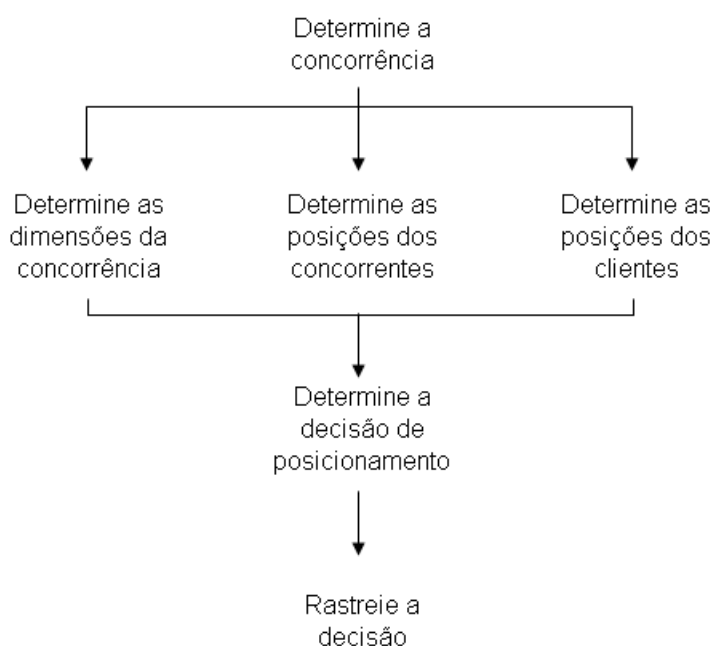 Determine a
concorrência
Determine as
dimensões da
concorrência
Determine as
posições dos
concorrentes
Determine as
posições dos
clientes
Determine a
decisão de
posicionamento
Rastreie a
decisão